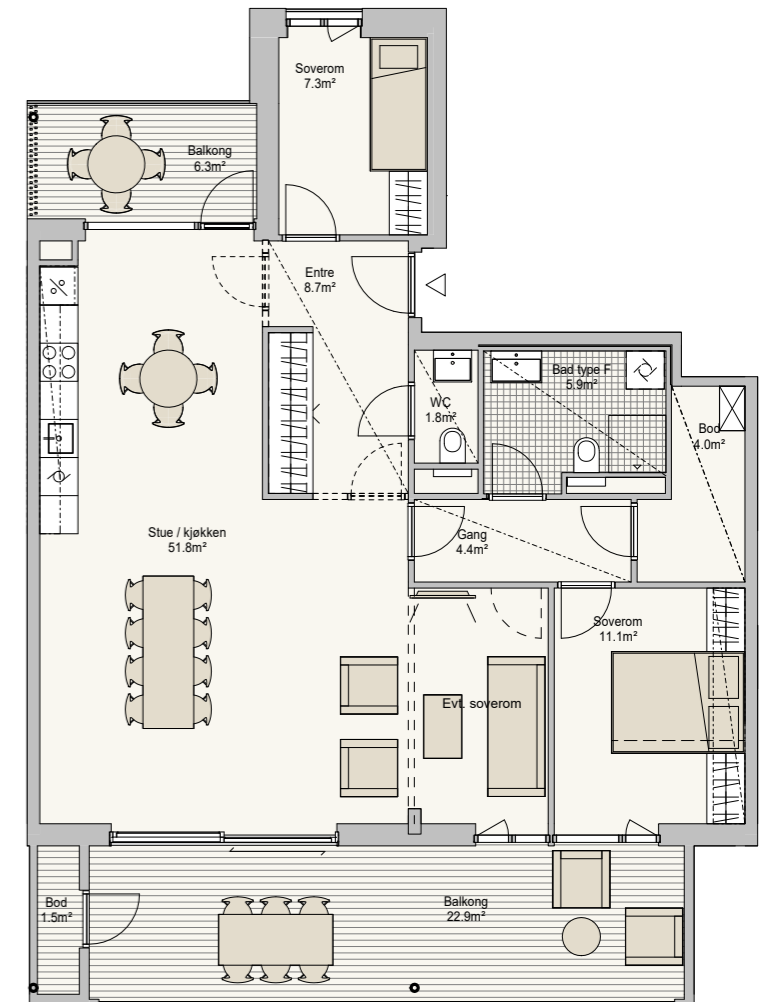 Soverom
7.3m²
Balkong
6.3m²
Entre
8.7m²
Bad type F
5.9m²
WC
1.8m²
Bod
4.0m²
Stue / kjøkken
51.8m²
Gang
4.4m²
Soverom
11.1m²
Evt. soverom
Bod
1.5m²
Balkong
22.9m²